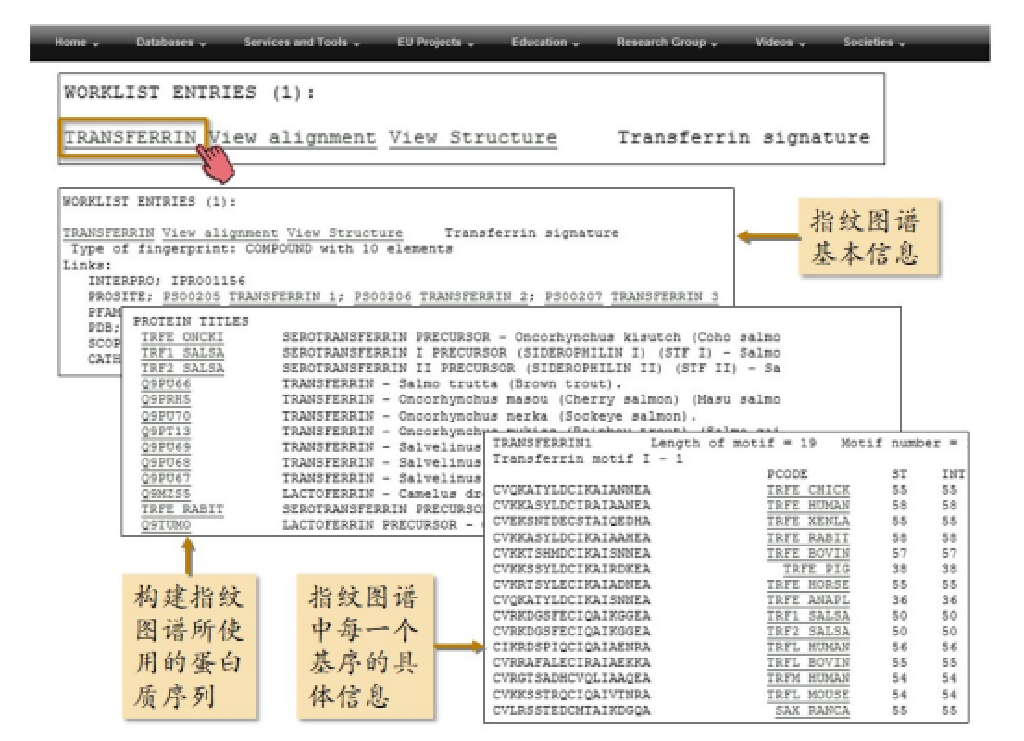 Home Databases Services and Tools EU Projects Education Research Group Videos Societies
WORKLIST ENTRIES (1):
TRANSFERRIN View alignment View Structure Transferrin signature
WORKLIST ENTRIES (1):
TRANSFERRIN View alignment View Structure Transferrin signature
Type of fingerprint: COMPOUND with 10 elements
Links:
INTERPRO; IPR001156
PROSITE; PS00205 TRANSFERRIN 1; PS00206 TRANSFERRIN 2; PS00207 TRANSFERRIN 3
PFAM
PDB;
SCOP
CATH
指纹图谱
基本信息
PROTEIN TITLES
TRFE ONCKI SEROTRANSFERRIN PRECURSOR - Oncorhynchus kisutch (Coho salmo
TRF1 SALSA SEROTRANSFERRIN I PRECURSOR (SIDEROPHILIN I) (STF I) - Salmo
TRF2 SALSA SEROTRANSFERRIN II PRECURSOR (SIDEROPHILIN II) (STF II) - Sa
Q9PU66 TRANSFERRIN - Salmo trutta (Brown trout).
Q9PRH5 TRANSFERRIN - Oncorhynchus masou (Cherry salmon) (Masu salmo
Q9PU70 TRANSFERRIN - Oncorhynchus nerka (Sockeye salmon).
Q9PT13 TRANSFERRIN - Oncorhynchus mykiss (Rainbow trout) (Salmo gai
Q9PU69 TRANSFERRIN - Salvelinus
Q9PU68 TRANSFERRIN - Salvelinus
Q9PU67 TRANSFERRIN - Salvelinus
Q9MZS5 LACTOFERRIN - Camelus dr
TRFE RABIT SEROTRANSFERRIN PRECURSO
Q9TUM0 LACTOFERRIN PRECURSOR -
TRANSFERRIN1 Length of motif = 19 Motif number =
Transferrin motif I - 1
PCODE ST INT
CVQKATYLDCIKAIANNEA TRFE CHICK 55 55
CVKKASYLDCIRAIAANEA TRFE HUMAN 58 58
CVEKSNTDECSTAIQEDHA TRFE XENLA 55 55
CVKKASYLDCIKAIAAHEA TRFE RABIT 58 58
CVKKTSHMDCIKAISNNEA TRFE BOVIN 57 57
CVKKSSYLDCIKAIRDKEA TRFE PIG 38 38
CVKRTSYLECIKAIADNEA TRFE HORSE 55 55
CVQKATYLDCIKAISNNEA TRFE ANAPL 36 36
CVRKDGSFECIQAIKGGEA TRF1 SALSA 50 50
CVRKDGSFECIQAIKGGEA TRF2 SALSA 50 50
CIKRDSPIQCIQAIAENRA TRFL HUMAN 56 56
CVRRAFALECIRAIAEKKA TRFL BOVIN 55 55
CVRGTSADHCVQLIAAQEA TRFM HUMAN 54 54
CVKKSSTRQCIQAIVTNRA TRFL MOUSE 54 54
CVLRSSTEDCMTAIKDGQA SAX RANCA 55 55
构建指纹
图谱所使
用的蛋白
质序列
指纹图谱
中每一个
基序的具
体信息